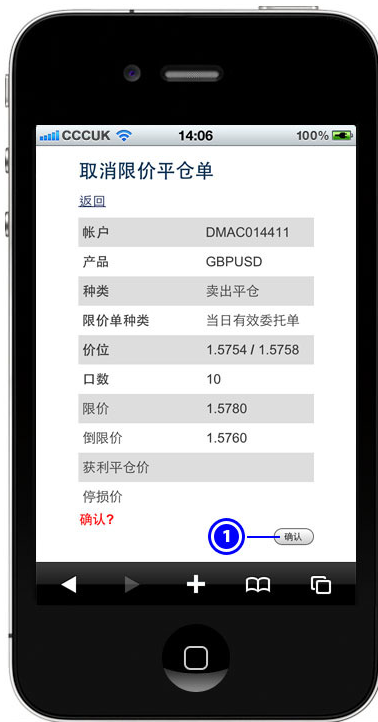 CCCUK 14:06 100%
取消限价平仓单
返回
帐户 DMAC014411
产品 GBPUSD
种类 卖出平仓
限价单种类 当日有效委托单
价位 1.5754 / 1.5758
口数 10
限价 1.5780
倒限价 1.5760
获利平仓价
停损价
确认?
1 确认